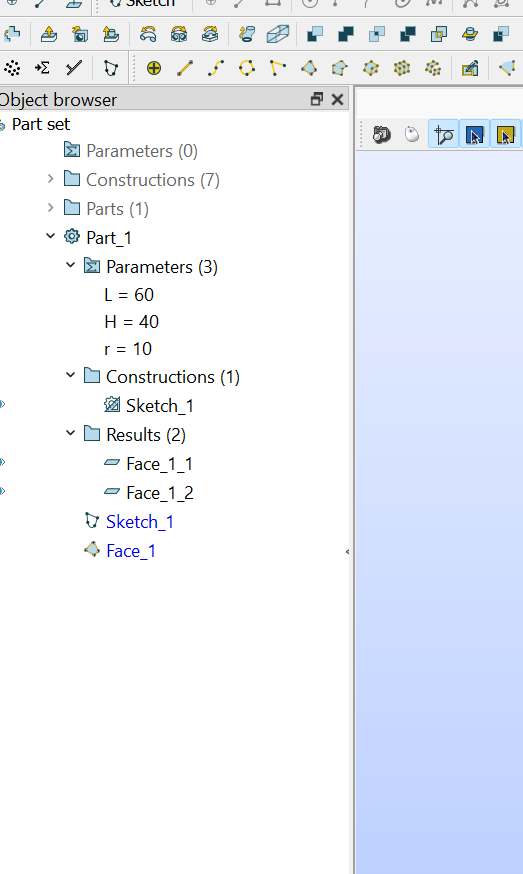 Sketch
Object browser
Part set
Parameters (0)
Constructions (7)
Parts (1)
Part_1
Parameters (3)
L = 60
H = 40
r = 10
Constructions (1)
Sketch_1
Results (2)
Face_1_1
Face_1_2
Sketch_1
Face_1